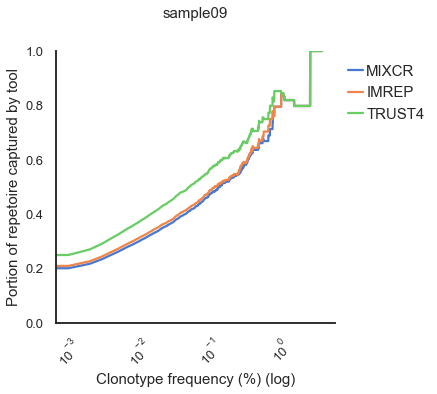 sample09
Portion of repetoire captured by tool
1.0
0.8
0.6
0.4
0.2
0.0
MIXCR
IMREP
TRUST4
10⁻³
10⁻²
10⁻¹
10⁰
Clonotype frequency (%) (log)